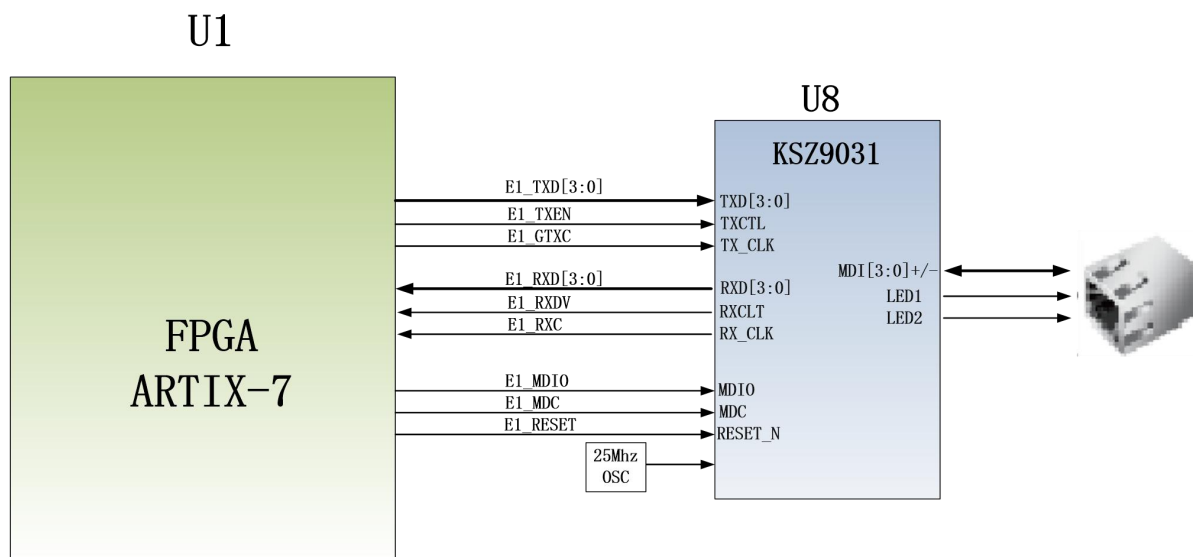 U1
FPGA
ARTIX-7
E1_TXD[3:0]
E1_TXEN
E1_GTXC
E1_RXD[3:0]
E1_RXDV
E1_RXC
E1_MDIO
E1_MDC
E1_RESET
25Mhz
OSC
U8
KSZ9031
TXD[3:0]
TXCTL
TX_CLK
RXD[3:0]
RXCLT
RX_CLK
MDIO
MDC
RESET_N
MDI[3:0]+/-
LED1
LED2